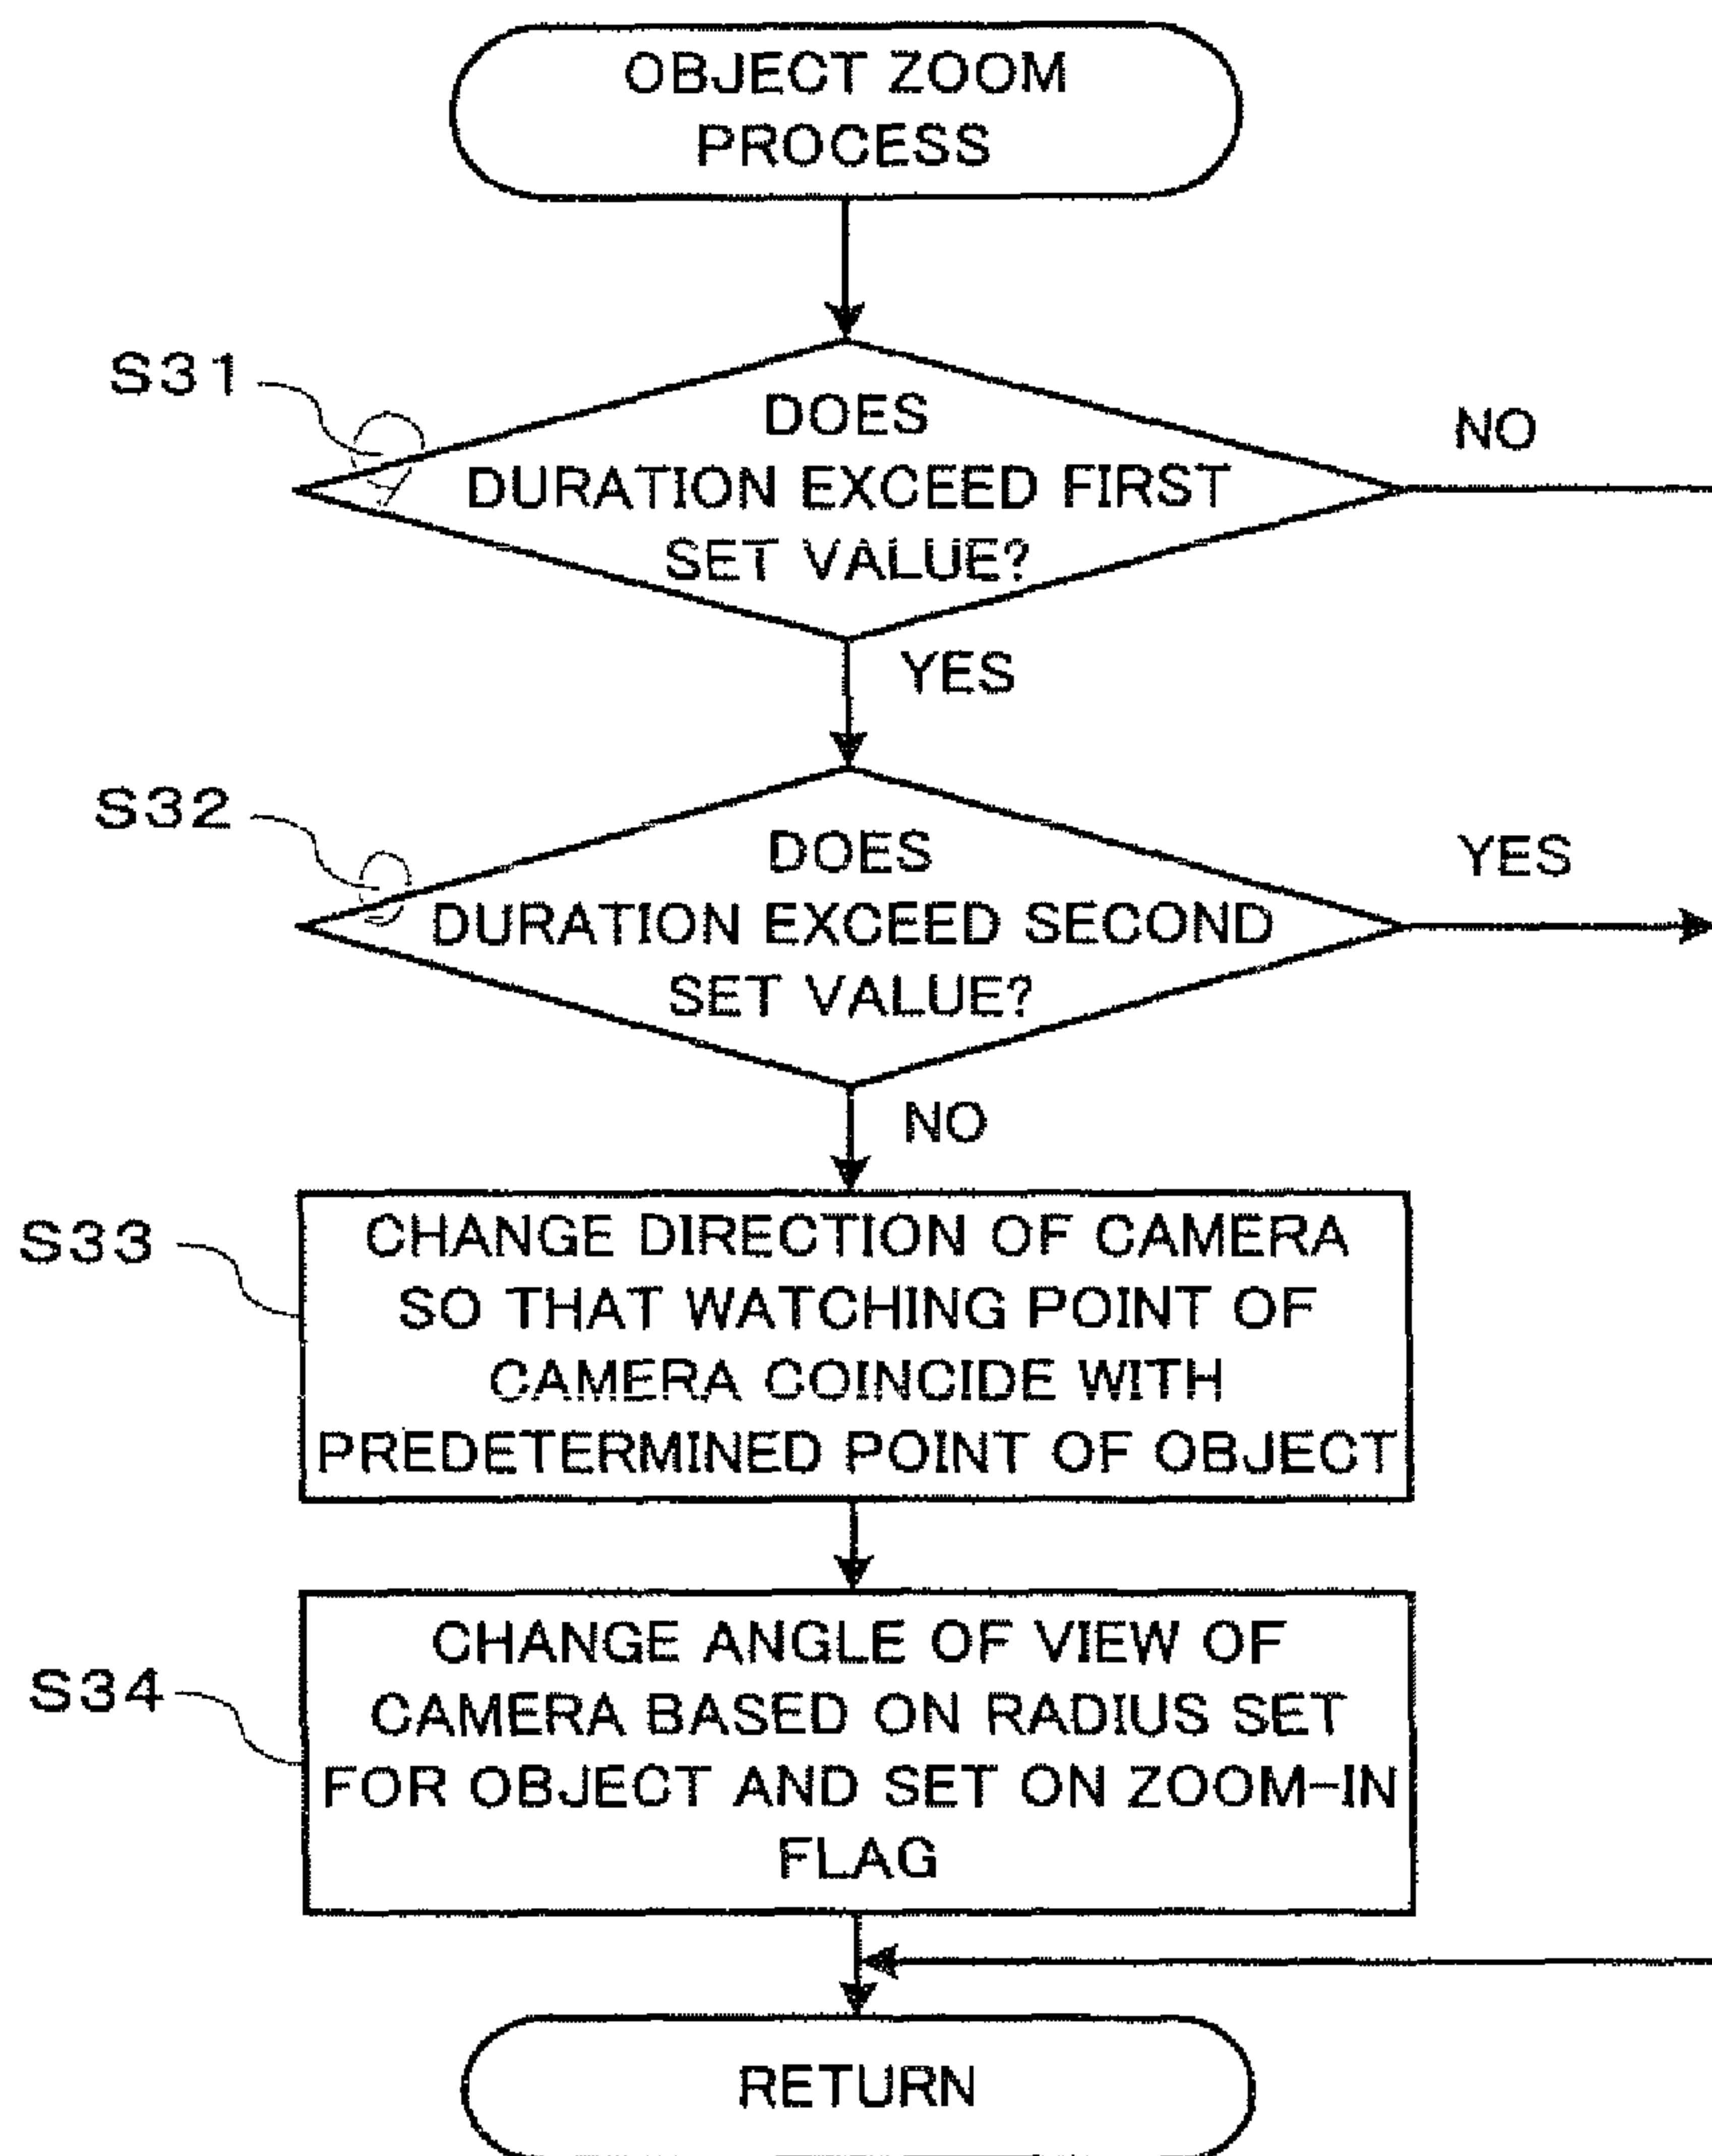 OBJECT ZOOM
PROCESS
S31
DOES
DURATION EXCEED FIRST
SET VALUE?
NO
YES
S32
DOES
DURATION EXCEED SECOND
SET VALUE?
YES
NO
S33
CHANGE DIRECTION OF CAMERA
SO THAT WATCHING POINT OF
CAMERA COINCIDE WITH
PREDETERMINED POINT OF OBJECT
S34
CHANGE ANGLE OF VIEW OF
CAMERA BASED ON RADIUS SET
FOR OBJECT AND SET ON ZOOM-IN
FLAG
RETURN